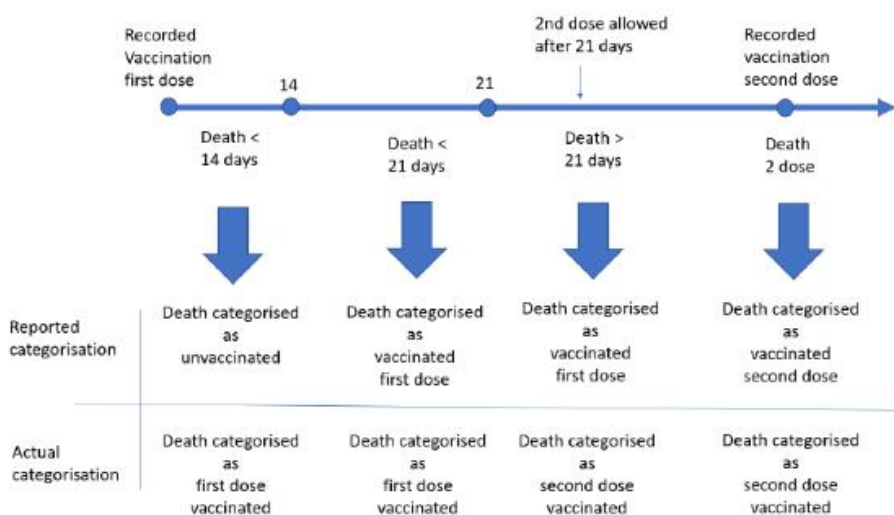 Recorded
Vaccination
first dose
14
21
2nd dose allowed
after 21 days
Recorded
vaccination
second dose
Death <
14 days
Death <
21 days
Death >
21 days
Death
2 dose
Reported
categorisation
Death categorised
as
unvaccinated
Death categorised
as
vaccinated
first dose
Death categorised
as
vaccinated
first dose
Death categorised
as
vaccinated
second dose
Actual
categorisation
Death categorised
as
first dose
vaccinated
Death categorised
as
first dose
vaccinated
Death categorised
as
second dose
vaccinated
Death categorised
as
second dose
vaccinated